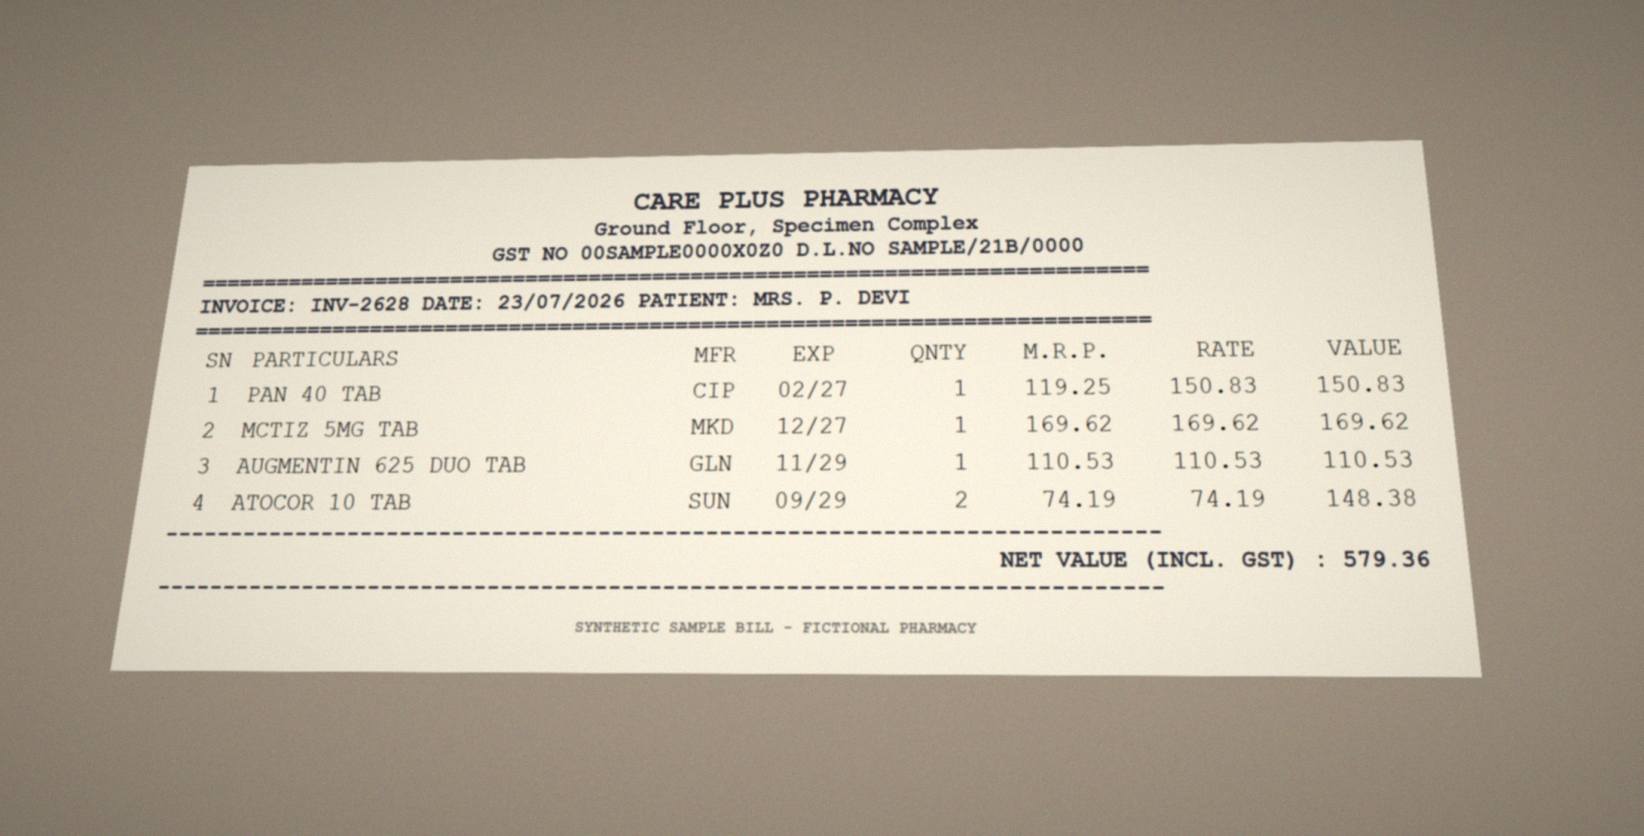 CARE PLUS PHARMACY
Ground Floor, Specimen Complex
GST NO 00SAMPLE0000X0Z0 D.L.NO SAMPLE/21B/0000
INVOICE: INV-2628 DATE: 23/07/2026 PATIENT: MRS. P. DEVI
SN PARTICULARS MFR EXP QNTY M.R.P. RATE VALUE
1 PAN 40 TAB CIP 02/27 1 119.25 150.83 150.83
2 MCTIZ 5MG TAB MKD 12/27 1 169.62 169.62 169.62
3 AUGMENTIN 625 DUO TAB GLN 11/29 1 110.53 110.53 110.53
4 ATOCOR 10 TAB SUN 09/29 2 74.19 74.19 148.38
NET VALUE (INCL. GST) : 579.36
SYNTHETIC SAMPLE BILL - FICTIONAL PHARMACY